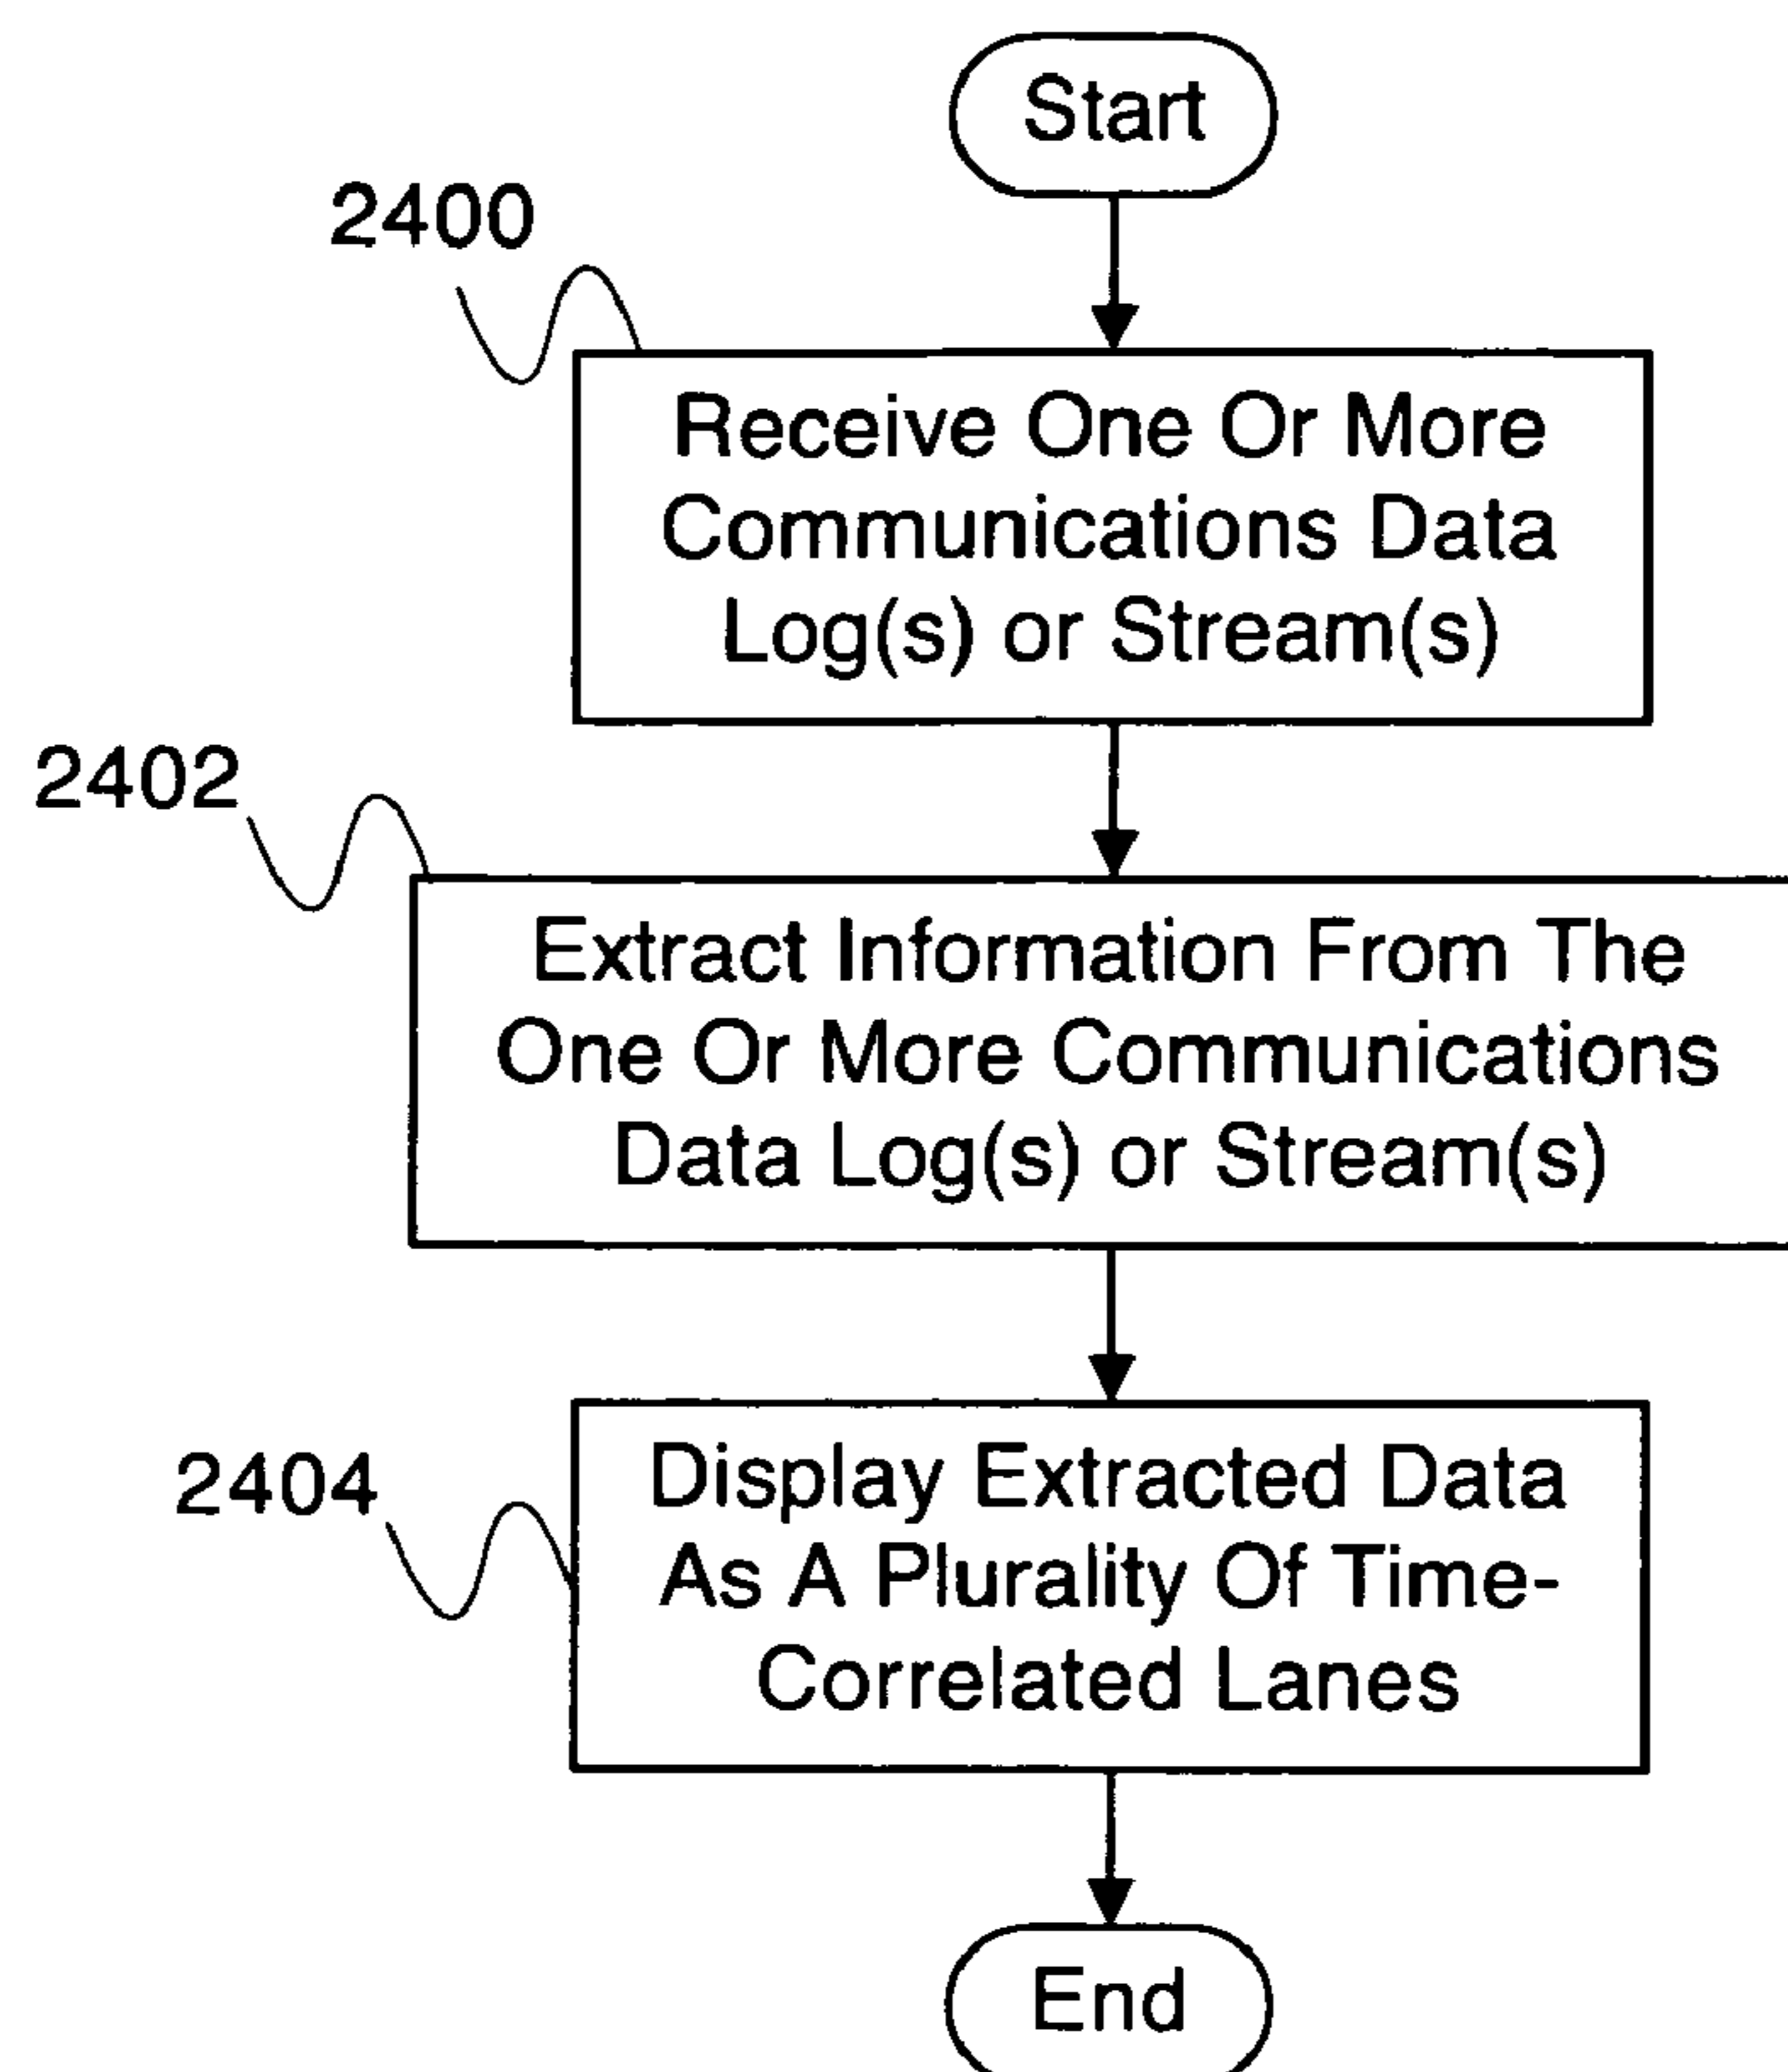 Start
2400
Receive One Or More
Communications Data
Log(s) or Stream(s)
2402
Extract Information From The
One Or More Communications
Data Log(s) or Stream(s)
2404
Display Extracted Data
As A Plurality Of Time-
Correlated Lanes
End